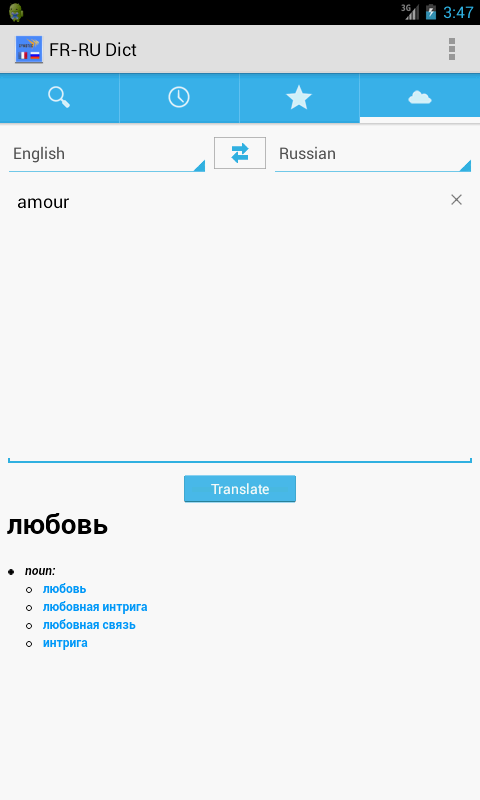 3G 3:47
FR-RU Dict
English Russian
amour
Translate
любовь
noun:
любовь
любовная интрига
любовная связь
интрига